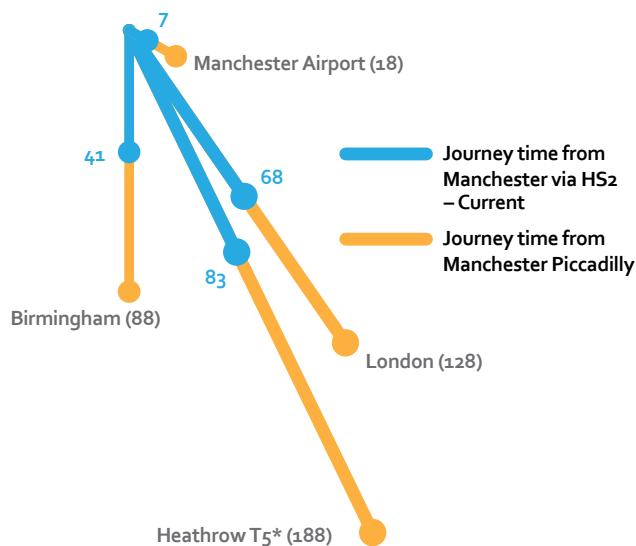 7
Manchester Airport (18)
41
Journey time from
Manchester via HS2
– Current
68
Journey time from
Manchester Piccadilly
83
Birmingham (88)
London (128)
Heathrow T5* (188)